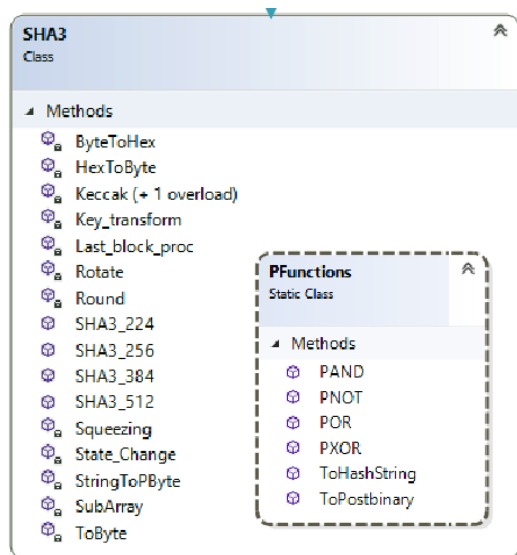 SHA3
Class
Methods
ByteToHex
HexToByte
Keccak (+ 1 overload)
Key_transform
Last_block_proc
Rotate
Round
SHA3_224
SHA3_256
SHA3_384
SHA3_512
Squeezing
State_Change
StringToPByte
SubArray
ToByte
PFunctions
Static Class
Methods
PAND
PNOT
POR
PXOR
ToHashString
ToPostbinary